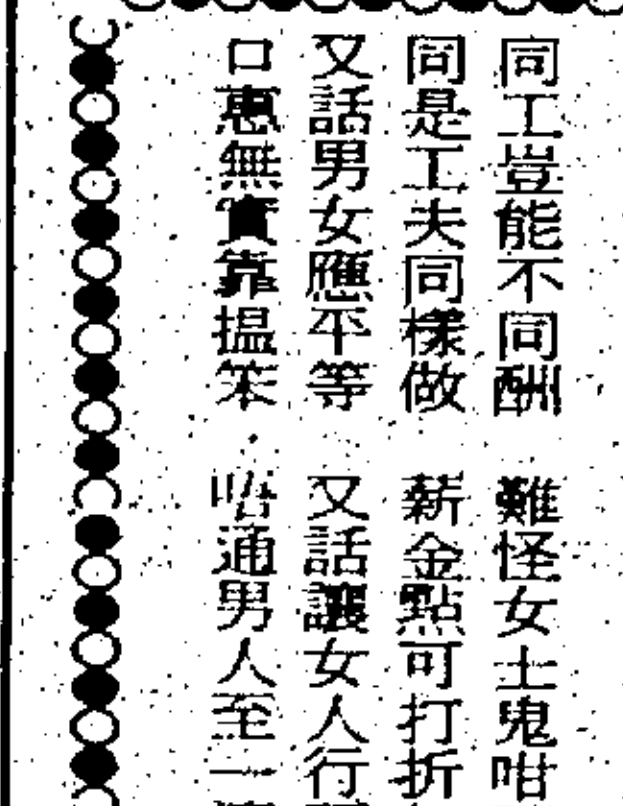 同工豈能不同酬 難怪女士鬼咁
同是工夫同樣做 薪金點可打折
又話男女應平等 又話讓女人行
口惠無實靠揾笨 唔通男人至一